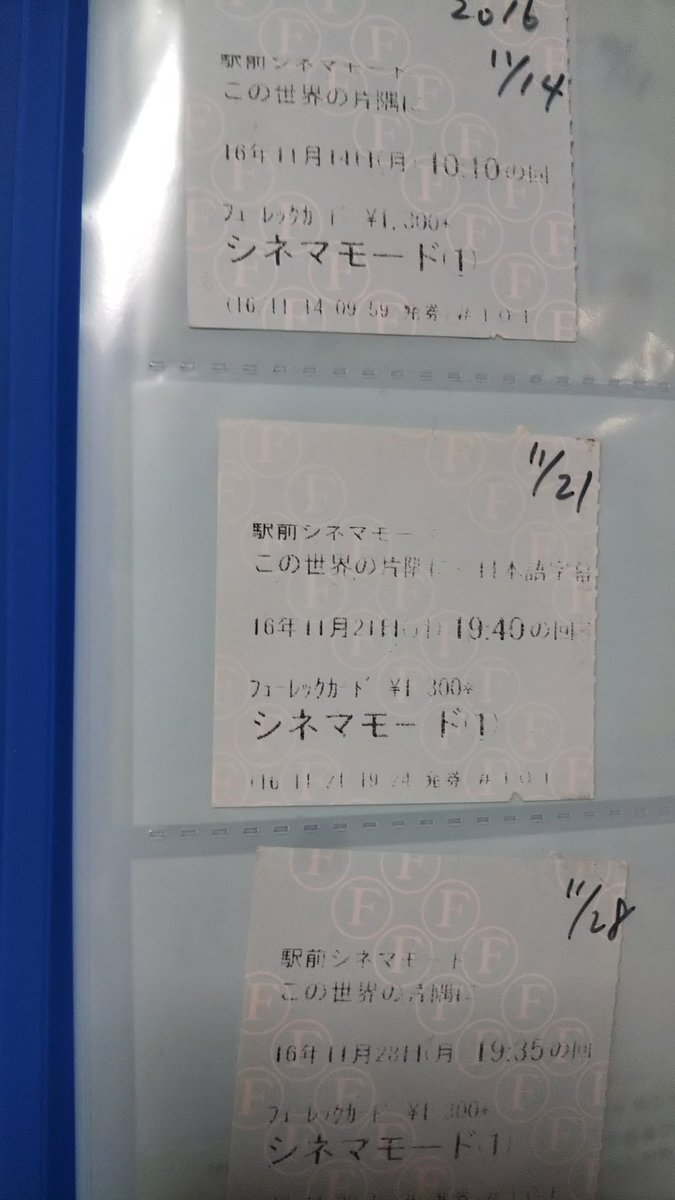 2016
11/14
駅前シネマモード
この世界の片隅に
16年11月14日(月) 10:10の回
フューレックカード ¥1,300*
シネマモード(1)
(16.11.14 09:59 発券) #101
11/21
駅前シネマモー
この世界の片隅に<日本語字幕
16年11月21日(月) 19:40の回
フューレックカード ¥1,300*
シネマモード(1)
(16.11.21 19:24 発券) #101
11/28
駅前シネマモード
この世界の片隅に
16年11月28日(月 19:35の回
フューレックカード ¥1,300*
シネマモード(1)